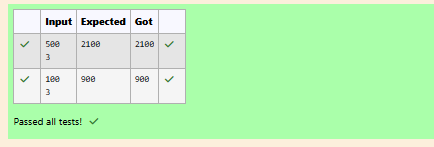 Input Expected Got
500 2100 2100
3
100 900 900
3
Passed all tests!